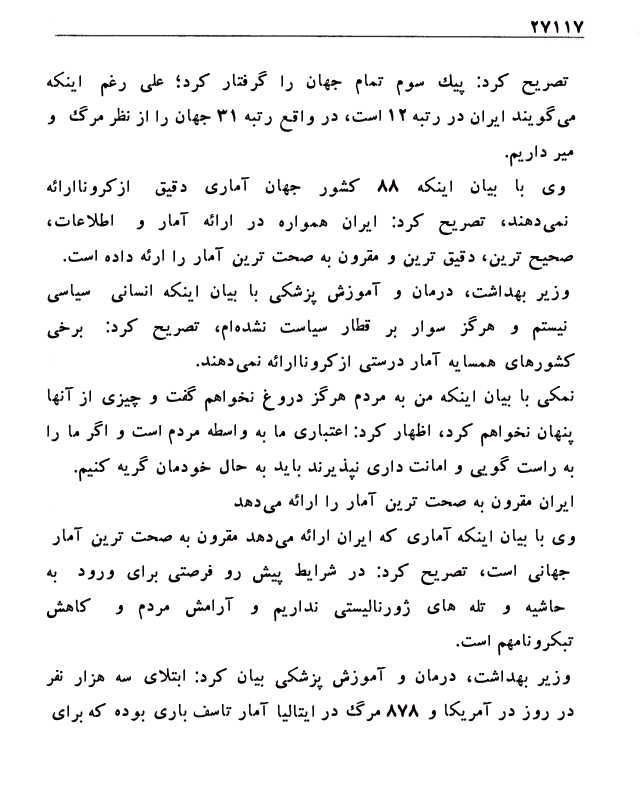 ۲۷۱۱۷
تصریح کرد: پیک سوم تمام جهان را گرفتار کرد؛ علی رغم اینکه
می‌گویند ایران در رتبه ۱۲ است، در واقع رتبه ۳۱ جهان را از نظر مرگ و
میر داریم.
وی با بیان اینکه ۸۸ کشور جهان آماری دقیق ازکروناارائه
نمی‌دهند، تصریح کرد: ایران همواره در ارائه آمار و اطلاعات،
صحیح ترین، دقیق ترین و مقرون به صحت ترین آمار را ارئه داده است.
وزیر بهداشت، درمان و آموزش پزشکی با بیان اینکه انسانی سیاسی
نیستم و هرگز سوار بر قطار سیاست نشده‌ام، تصریح کرد: برخی
کشورهای همسایه آمار درستی ازکروناارائه نمی‌دهند.
نمکی با بیان اینکه من به مردم هرگز دروغ نخواهم گفت و چیزی از آنها
پنهان نخواهم کرد، اظهار کرد: اعتباری ما به واسطه مردم است و اگر ما را
به راست گویی و امانت داری نپذیرند باید به حال خودمان گریه کنیم.
ایران مقرون به صحت ترین آمار را ارائه می‌دهد
وی با بیان اینکه آماری که ایران ارائه می‌دهد مقرون به صحت ترین آمار
جهانی است، تصریح کرد: در شرایط پیش رو فرصتی برای ورود به
حاشیه و تله های ژورنالیستی نداریم و آرامش مردم و کاهش
تبکرونامهم است.
وزیر بهداشت، درمان و آموزش پزشکی بیان کرد: ابتلای سه هزار نفر
در روز در آمریکا و ۸۷۸ مرگ در ایتالیا آمار تاسف باری بوده که برای